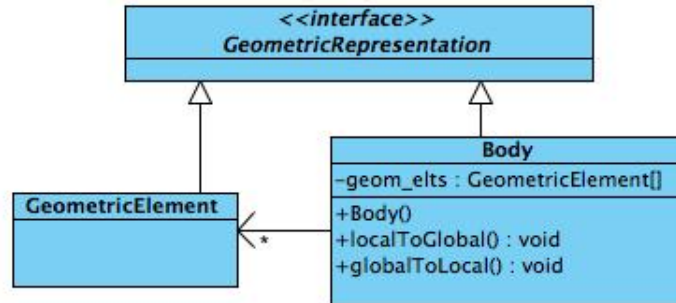 <<interface>>
GeometricRepresentation
Body
-geom_elts : GeometricElement[]
+Body()
+localToGlobal() : void
+globalToLocal() : void
GeometricElement
*